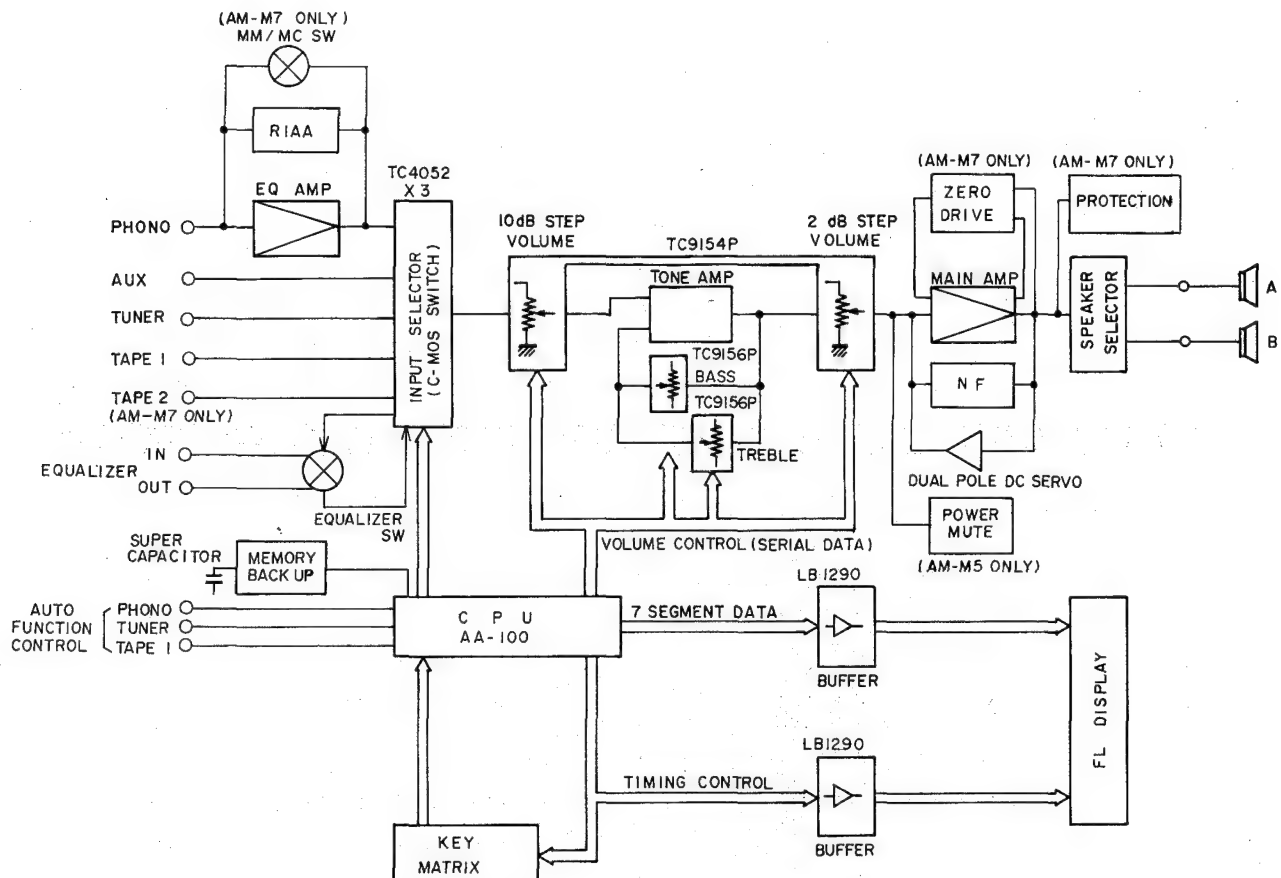 (AM-M7 ONLY)
MM/MC SW
RIAA
EQ AMP
PHONO
AUX
TUNER
TAPE 1
TAPE 2
(AM-M7 ONLY)
EQUALIZER
IN
OUT
EQUALIZER
SW
TC4052
X 3
INPUT SELECTOR
(C-MOS SWITCH)
10dB STEP
VOLUME
TC9154P
2 dB STEP
VOLUME
TONE AMP
TC9156P
BASS
TC9156P
TREBLE
VOLUME CONTROL (SERIAL DATA)
(AM-M7 ONLY)
ZERO
DRIVE
(AM-M7 ONLY)
PROTECTION
MAIN AMP
NF
DUAL POLE DC SERVO
POWER
MUTE
(AM-M5 ONLY)
SPEAKER
SELECTOR
A
B
SUPER
CAPACITOR
MEMORY
BACK UP
AUTO
FUNCTION
CONTROL
PHONO
TUNER
TAPE 1
C P U
AA-100
7 SEGMENT DATA
LB1290
BUFFER
TIMING CONTROL
LB1290
BUFFER
FL DISPLAY
KEY
MATRIX